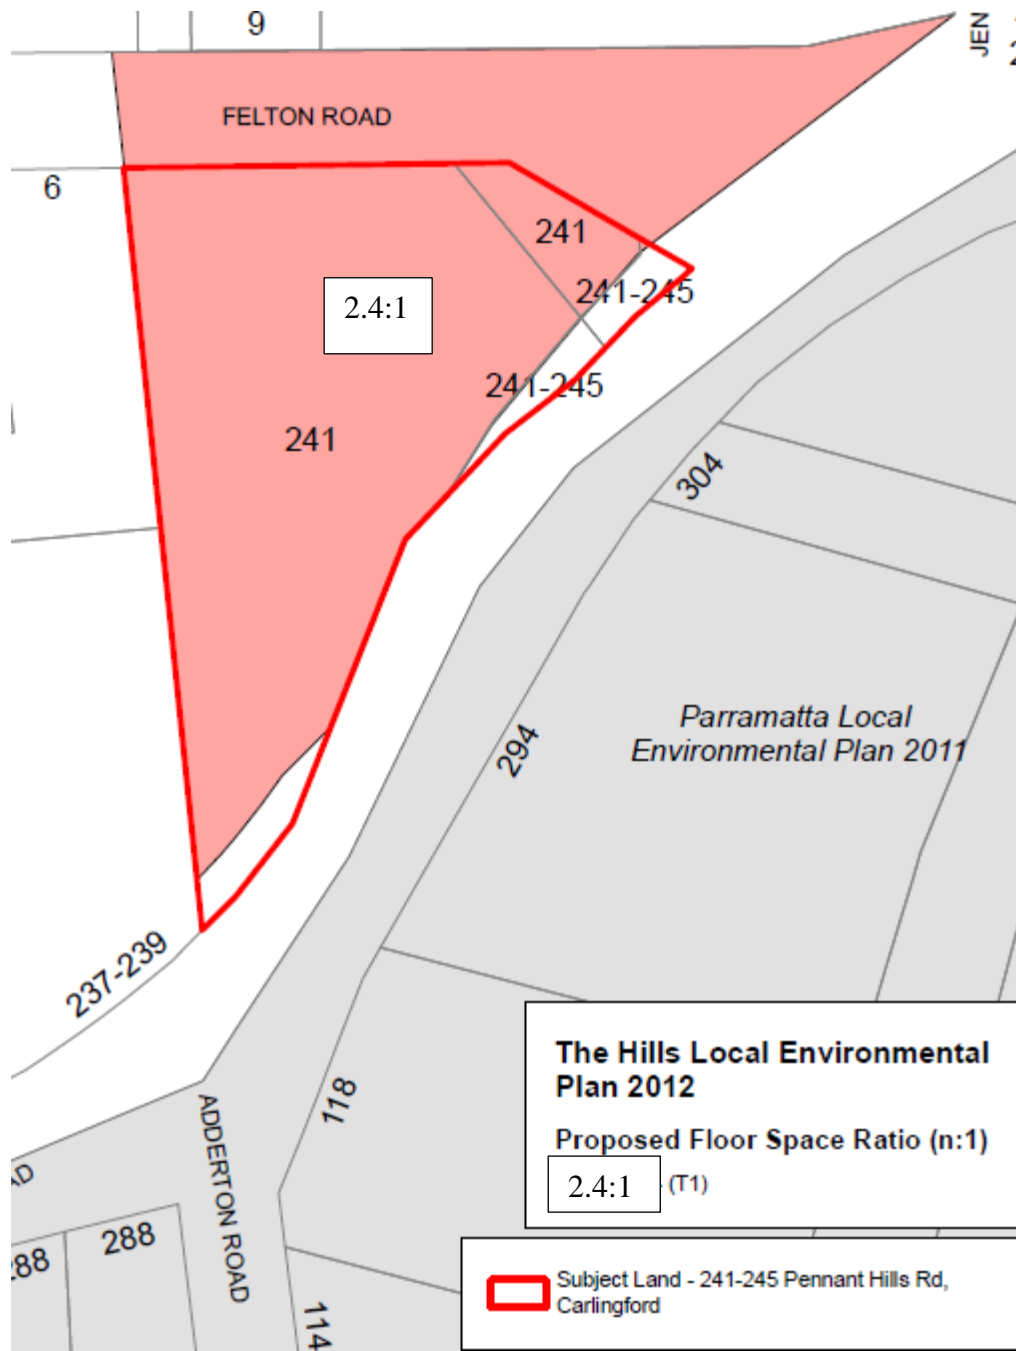 9
JEN
FELTON ROAD
6
241
241-245
2.4:1
241-245
241
304
Parramatta Local
Environmental Plan 2011
294
237-239
The Hills Local Environmental
Plan 2012
Proposed Floor Space Ratio (n:1)
2.4:1 (T1)
118
ADDERTON ROAD
288
288
114
Subject Land - 241-245 Pennant Hills Rd,
Carlingford